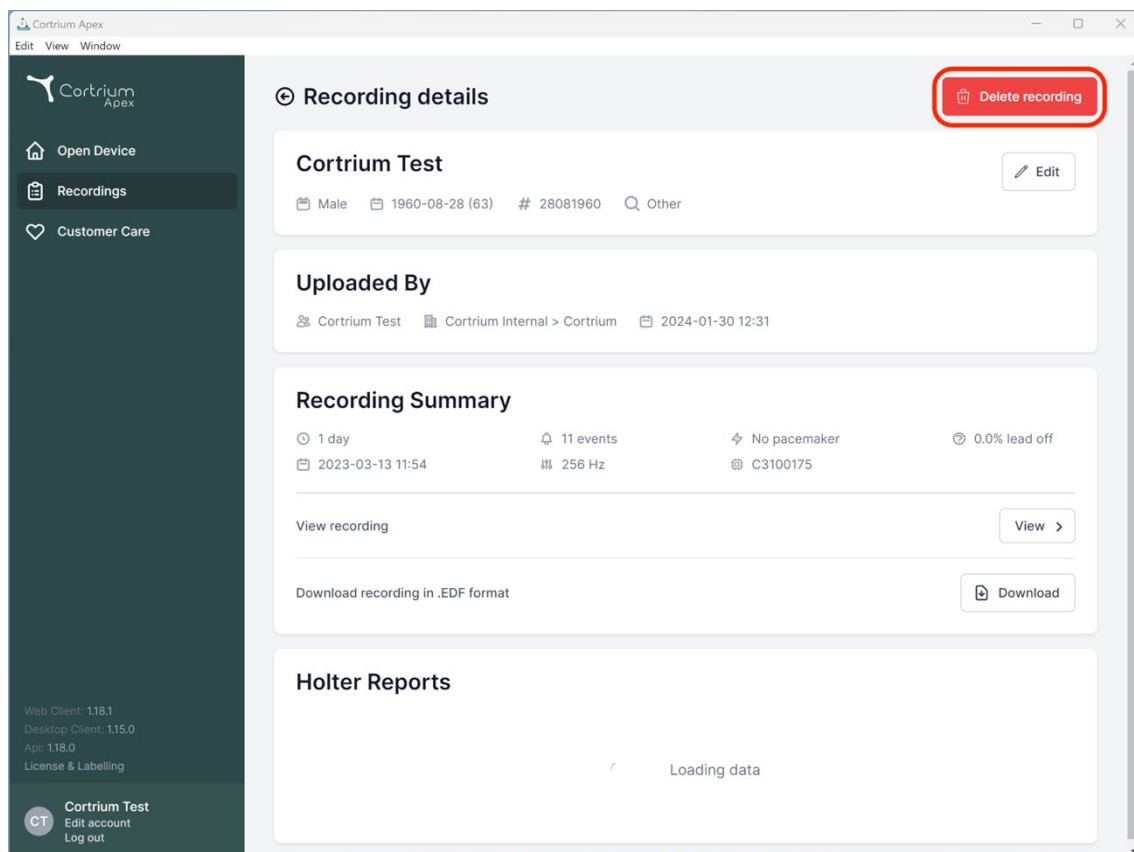 Cortrium Apex
Edit View Window
Cortrium
Apex
Open Device
Recordings
Customer Care
Web Client: 1.18.1
Desktop Client: 1.15.0
Api: 1.18.0
License & Labelling
CT
Cortrium Test
Edit account
Log out
Recording details
Delete recording
Cortrium Test
Edit
Male 1960-08-28 (63) # 28081960 Other
Uploaded By
Cortrium Test Cortrium Internal > Cortrium 2024-01-30 12:31
Recording Summary
1 day 11 events No pacemaker 0.0% lead off
2023-03-13 11:54 256 Hz C3100175
View recording View >
Download recording in .EDF format Download
Holter Reports
Loading data